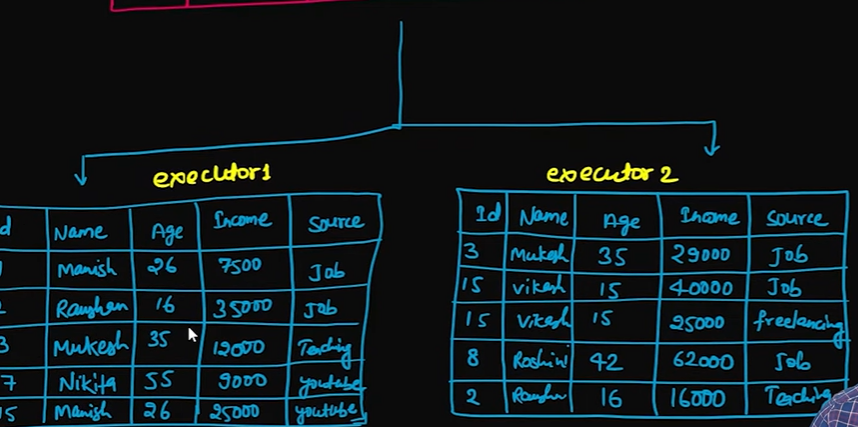 executor1
executor 2
d Name Age Income Source
1 Manish 26 7500 Job
2 Raushan 16 35000 Job
3 Mukesh 35 12000 Teaching
7 Nikita 55 9000 youtube
15 Manish 26 25000 youtube
Id Name Age Income Source
3 Mukesh 35 29000 Job
15 vikash 15 40000 Job
15 Vikash 15 25000 freelancing
8 Roshini 42 62000 Job
2 Raushan 16 16000 Teaching